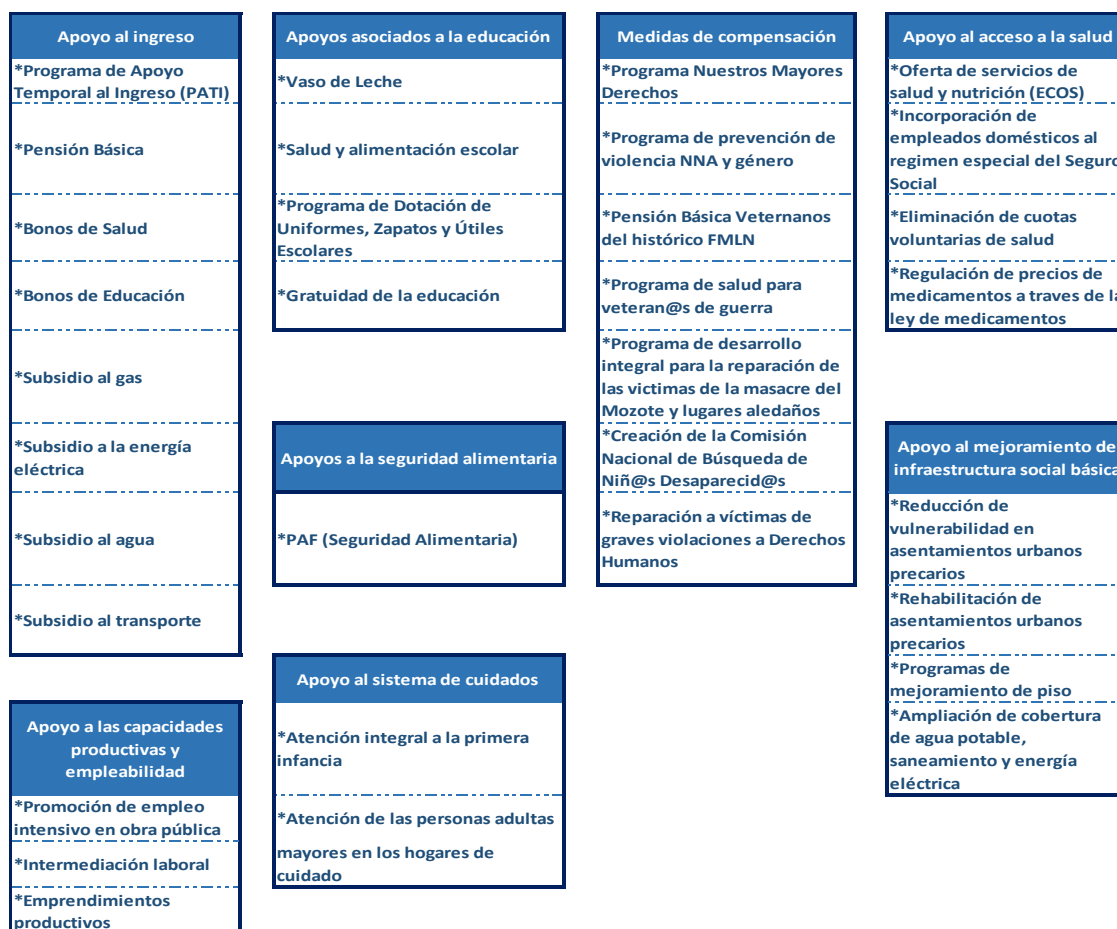 Apoyo al ingreso
*Programa de Apoyo
Temporal al Ingreso (PATI)
*Pensión Básica
*Bonos de Salud
*Bonos de Educación
*Subsidio al gas
*Subsidio a la energía
eléctrica
*Subsidio al agua
*Subsidio al transporte
Apoyo a las capacidades
productivas y
empleabilidad
*Promoción de empleo
intensivo en obra pública
*Intermediación laboral
*Emprendimientos
productivos
Apoyos asociados a la educación
*Vaso de Leche
*Salud y alimentación escolar
*Programa de Dotación de
Uniformes, Zapatos y Útiles
Escolares
*Gratuidad de la educación
Apoyos a la seguridad alimentaria
*PAF (Seguridad Alimentaria)
Apoyo al sistema de cuidados
*Atención integral a la primera
infancia
*Atención de las personas adultas
mayores en los hogares de
cuidado
Medidas de compensación
*Programa Nuestros Mayores
Derechos
*Programa de prevención de
violencia NNA y género
*Pensión Básica Veternanos
del histórico FMLN
*Programa de salud para
veteran@s de guerra
*Programa de desarrollo
integral para la reparación de
las victimas de la masacre del
Mozote y lugares aledaños
*Creación de la Comisión
Nacional de Búsqueda de
Niñ@s Desaparecid@s
*Reparación a víctimas de
graves violaciones a Derechos
Humanos
Apoyo al acceso a la salud
*Oferta de servicios de
salud y nutrición (ECOS)
*Incorporación de
empleados domésticos al
regimen especial del Seguro
Social
*Eliminación de cuotas
voluntarias de salud
*Regulación de precios de
medicamentos a traves de la
ley de medicamentos
Apoyo al mejoramiento de
infraestructura social básica
*Reducción de
vulnerabilidad en
asentamientos urbanos
precarios
*Rehabilitación de
asentamientos urbanos
precarios
*Programas de
mejoramiento de piso
*Ampliación de cobertura
de agua potable,
saneamiento y energía
eléctrica